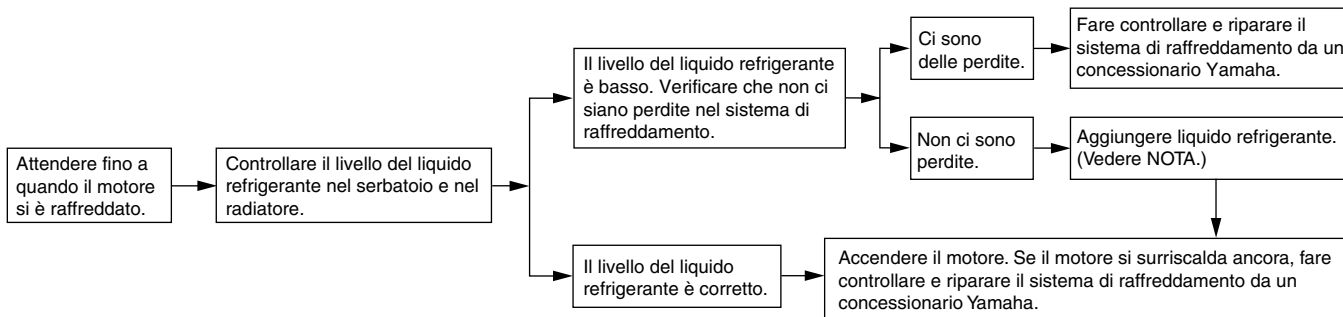 Attendere fino a
quando il motore
si è raffreddato.
Controllare il livello del liquido
refrigerante nel serbatoio e nel
radiatore.
Il livello del liquido refrigerante
è basso. Verificare che non ci
siano perdite nel sistema di
raffreddamento.
Ci sono
delle perdite.
Fare controllare e riparare il
sistema di raffreddamento da un
concessionario Yamaha.
Non ci sono
perdite.
Aggiungere liquido refrigerante.
(Vedere NOTA.)
Il livello del liquido
refrigerante è corretto.
Accendere il motore. Se il motore si surriscalda ancora, fare
controllare e riparare il sistema di raffreddamento da un
concessionario Yamaha.